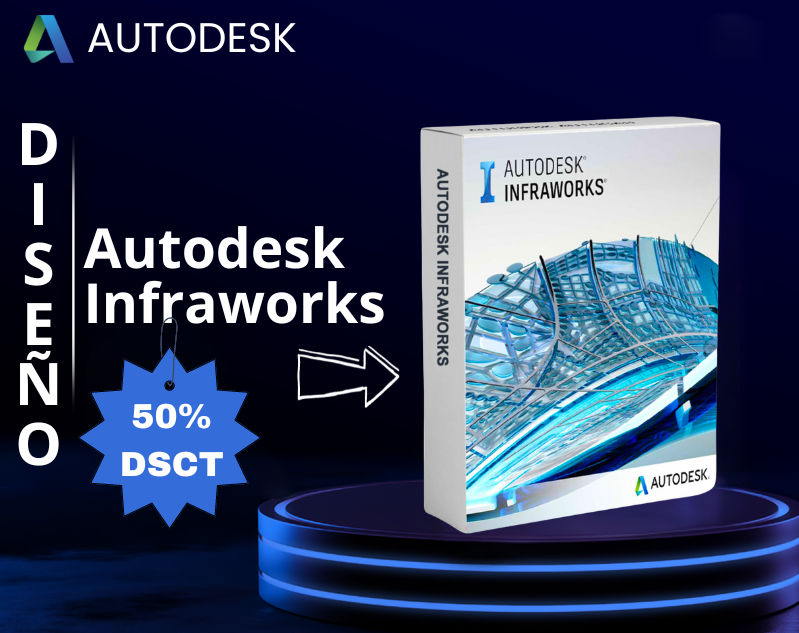 AUTODESK
DISEÑO
Autodesk
Infraworks
50%
DSCT
AUTODESK INFRAWORKS
AUTODESK®
INFRAWORKS®
AUTODESK.